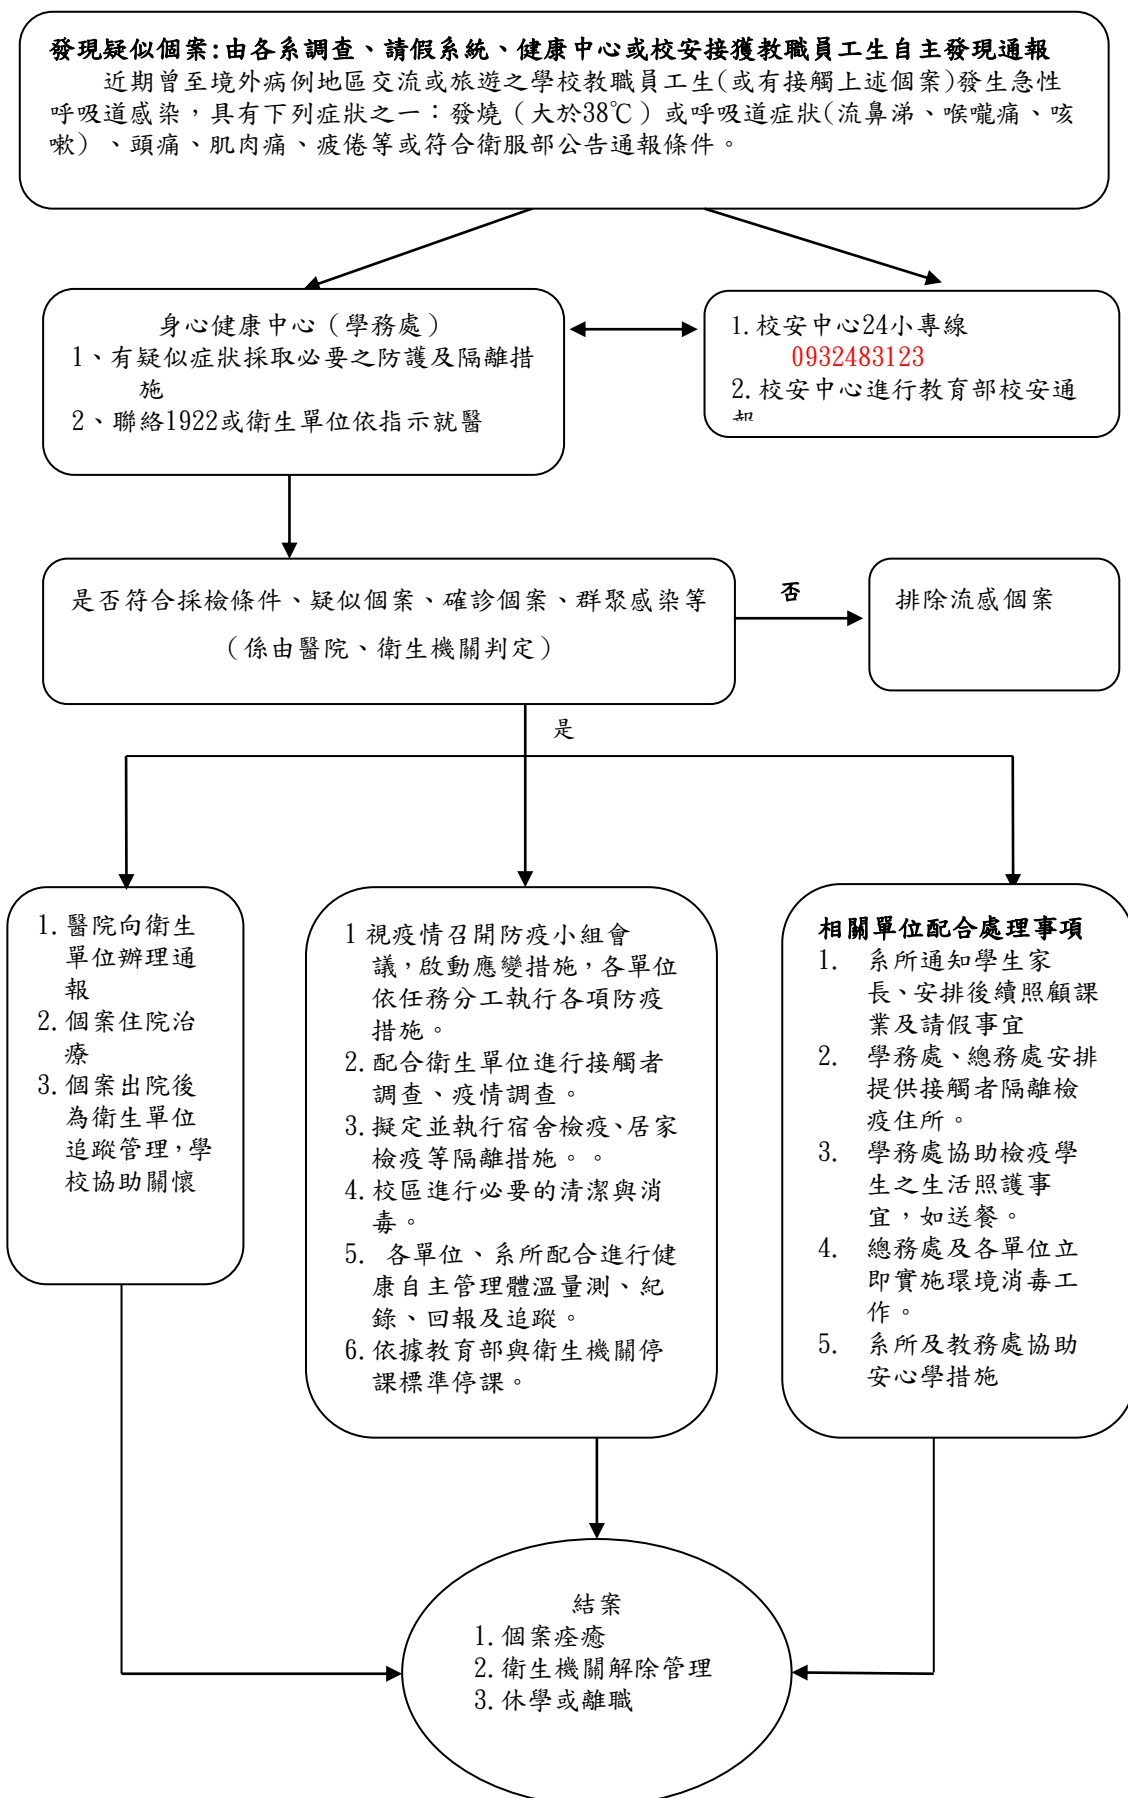 發現疑似個案:由各系調查、請假系統、健康中心或校安接獲教職員工生自主發現通報
近期曾至境外病例地區交流或旅遊之學校教職員工生(或有接觸上述個案)發生急性
呼吸道感染，具有下列症狀之一：發燒（大於38℃）或呼吸道症狀(流鼻涕、喉嚨痛、咳
嗽）、頭痛、肌肉痛、疲倦等或符合衛服部公告通報條件。
身心健康中心（學務處）
1、有疑似症狀採取必要之防護及隔離措
施
2、聯絡1922或衛生單位依指示就醫
1.校安中心24小專線
0932483123
2.校安中心進行教育部校安通
報
是否符合採檢條件、疑似個案、確診個案、群聚感染等
（係由醫院、衛生機關判定）
否
排除流感個案
是
1.醫院向衛生
單位辦理通
報
2.個案住院治
療
3.個案出院後
為衛生單位
追蹤管理，學
校協助關懷
1 視疫情召開防疫小組會
議，啟動應變措施，各單位
依任務分工執行各項防疫
措施。
2.配合衛生單位進行接觸者
調查、疫情調查。
3.擬定並執行宿舍檢疫、居家
檢疫等隔離措施。。
4.校區進行必要的清潔與消
毒。
5. 各單位、系所配合進行健
康自主管理體溫量測、紀
錄、回報及追蹤。
6.依據教育部與衛生機關停
課標準停課。
相關單位配合處理事項
1. 系所通知學生家
長、安排後續照顧課
業及請假事宜
2. 學務處、總務處安排
提供接觸者隔離檢
疫住所。
3. 學務處協助檢疫學
生之生活照護事
宜，如送餐。
4. 總務處及各單位立
即實施環境消毒工
作。
5. 系所及教務處協助
安心學措施
結案
1.個案痊癒
2.衛生機關解除管理
3.休學或離職